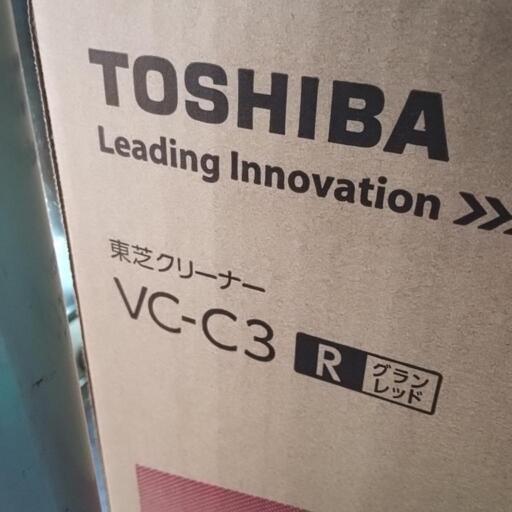 TOSHIBA
Leading Innovation >>>
東芝クリーナー
VC-C3 R グラン
レッド